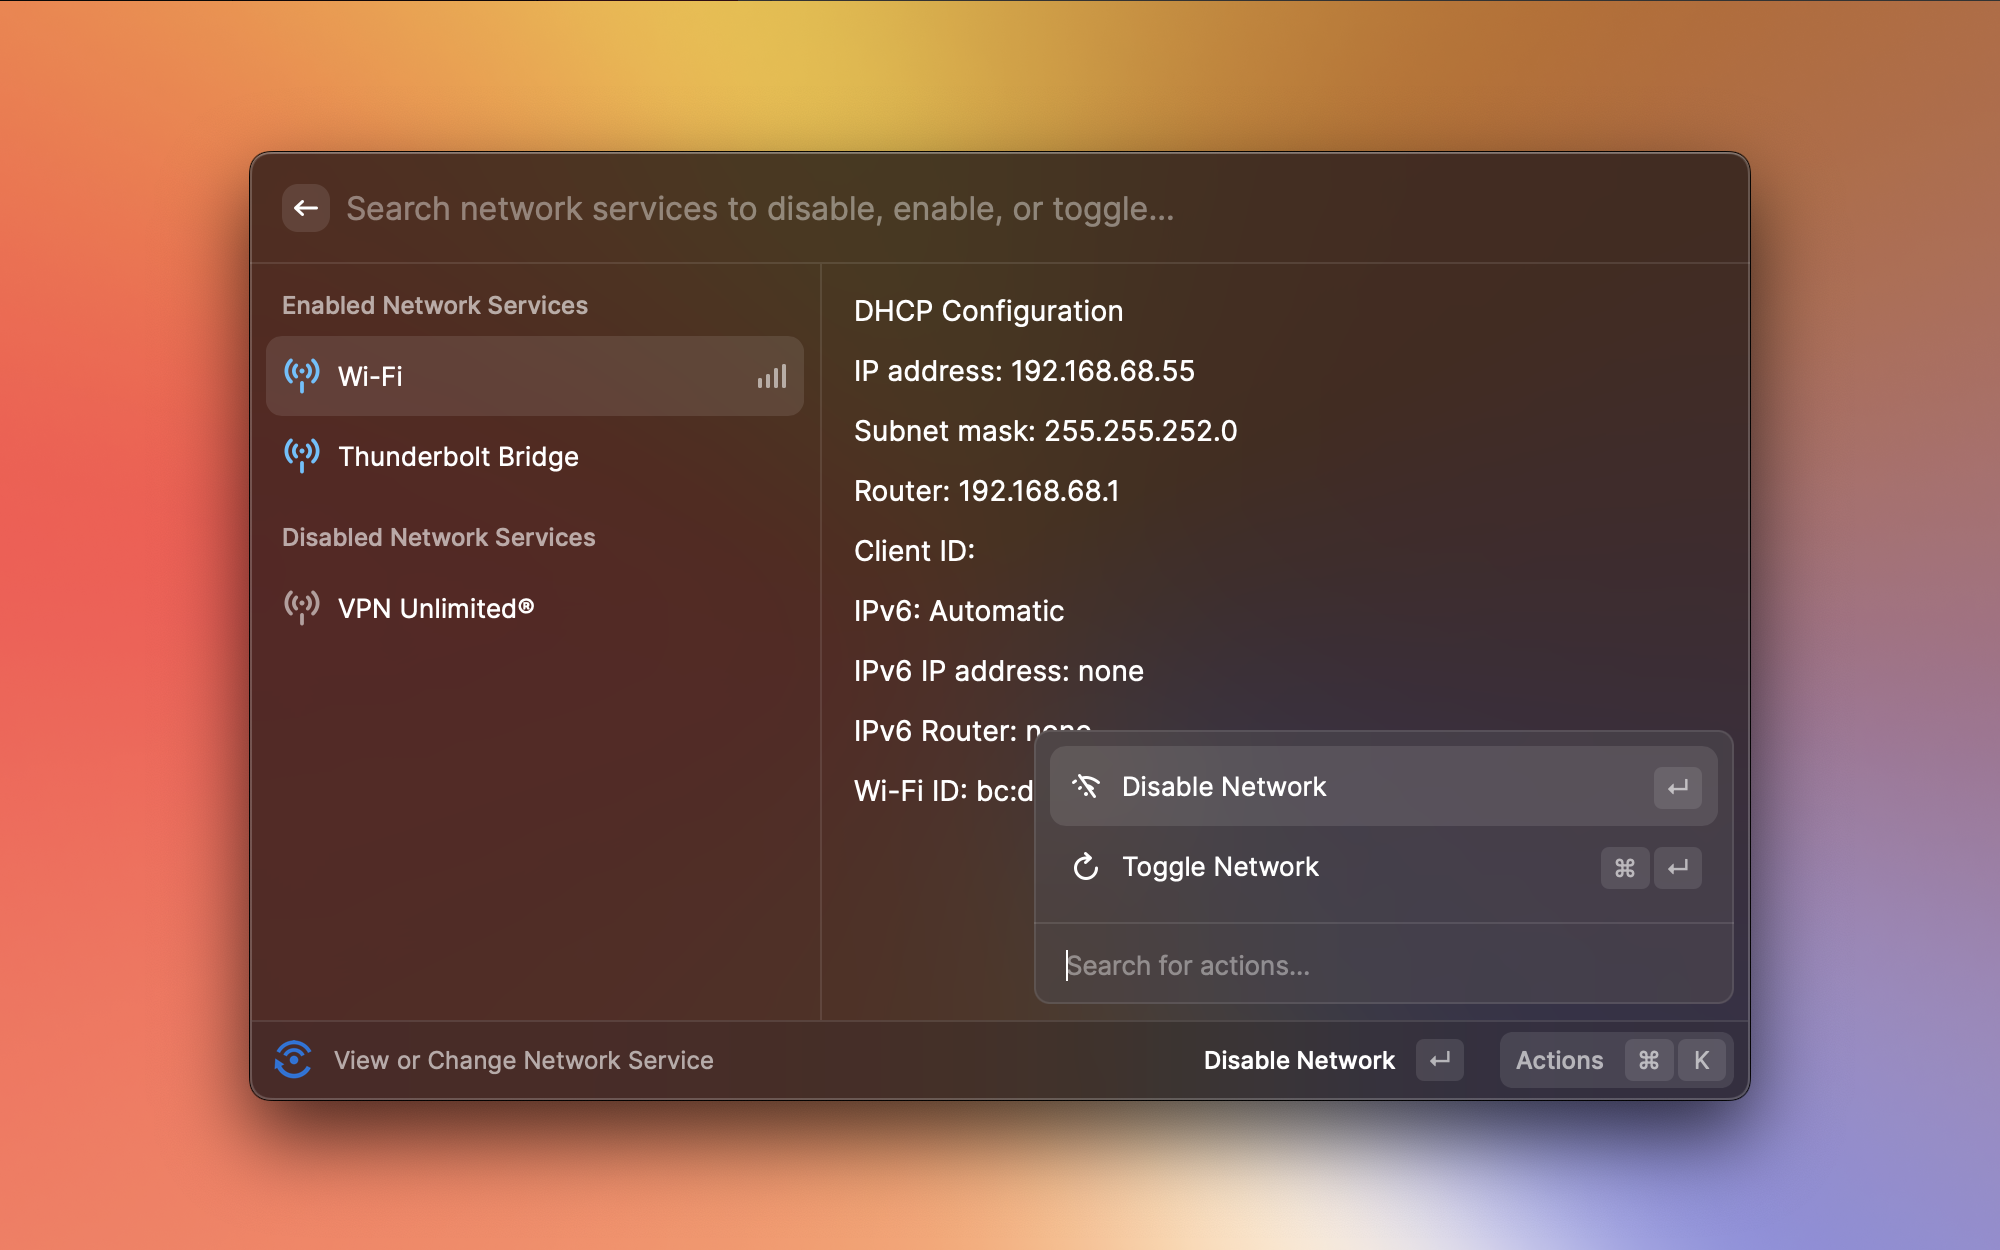 Search network services to disable, enable, or toggle...
Enabled Network Services
Wi-Fi
Thunderbolt Bridge
Disabled Network Services
VPN Unlimited®
DHCP Configuration
IP address: 192.168.68.55
Subnet mask: 255.255.252.0
Router: 192.168.68.1
Client ID:
IPv6: Automatic
IPv6 IP address: none
IPv6 Router: none
Wi-Fi ID: bc:d
Disable Network ↵
Toggle Network ⌘ ↵
Search for actions...
View or Change Network Service
Disable Network ↵
Actions ⌘ K